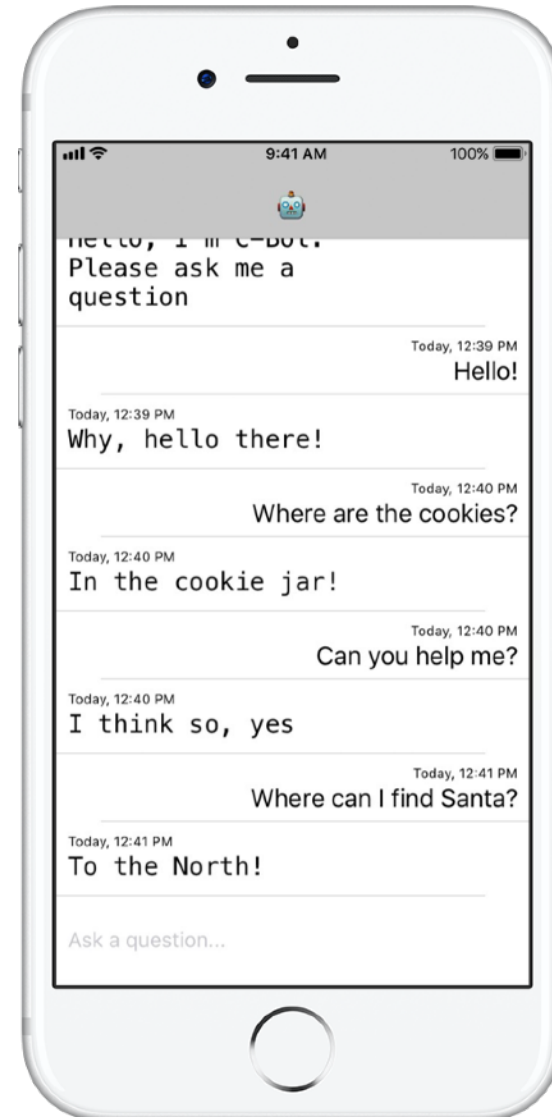 9:41 AM
100%
Hello, I'm C-Bot.
Please ask me a
question
Today, 12:39 PM
Hello!
Today, 12:39 PM
Why, hello there!
Today, 12:40 PM
Where are the cookies?
Today, 12:40 PM
In the cookie jar!
Today, 12:40 PM
Can you help me?
Today, 12:40 PM
I think so, yes
Today, 12:41 PM
Where can I find Santa?
Today, 12:41 PM
To the North!
Ask a question...